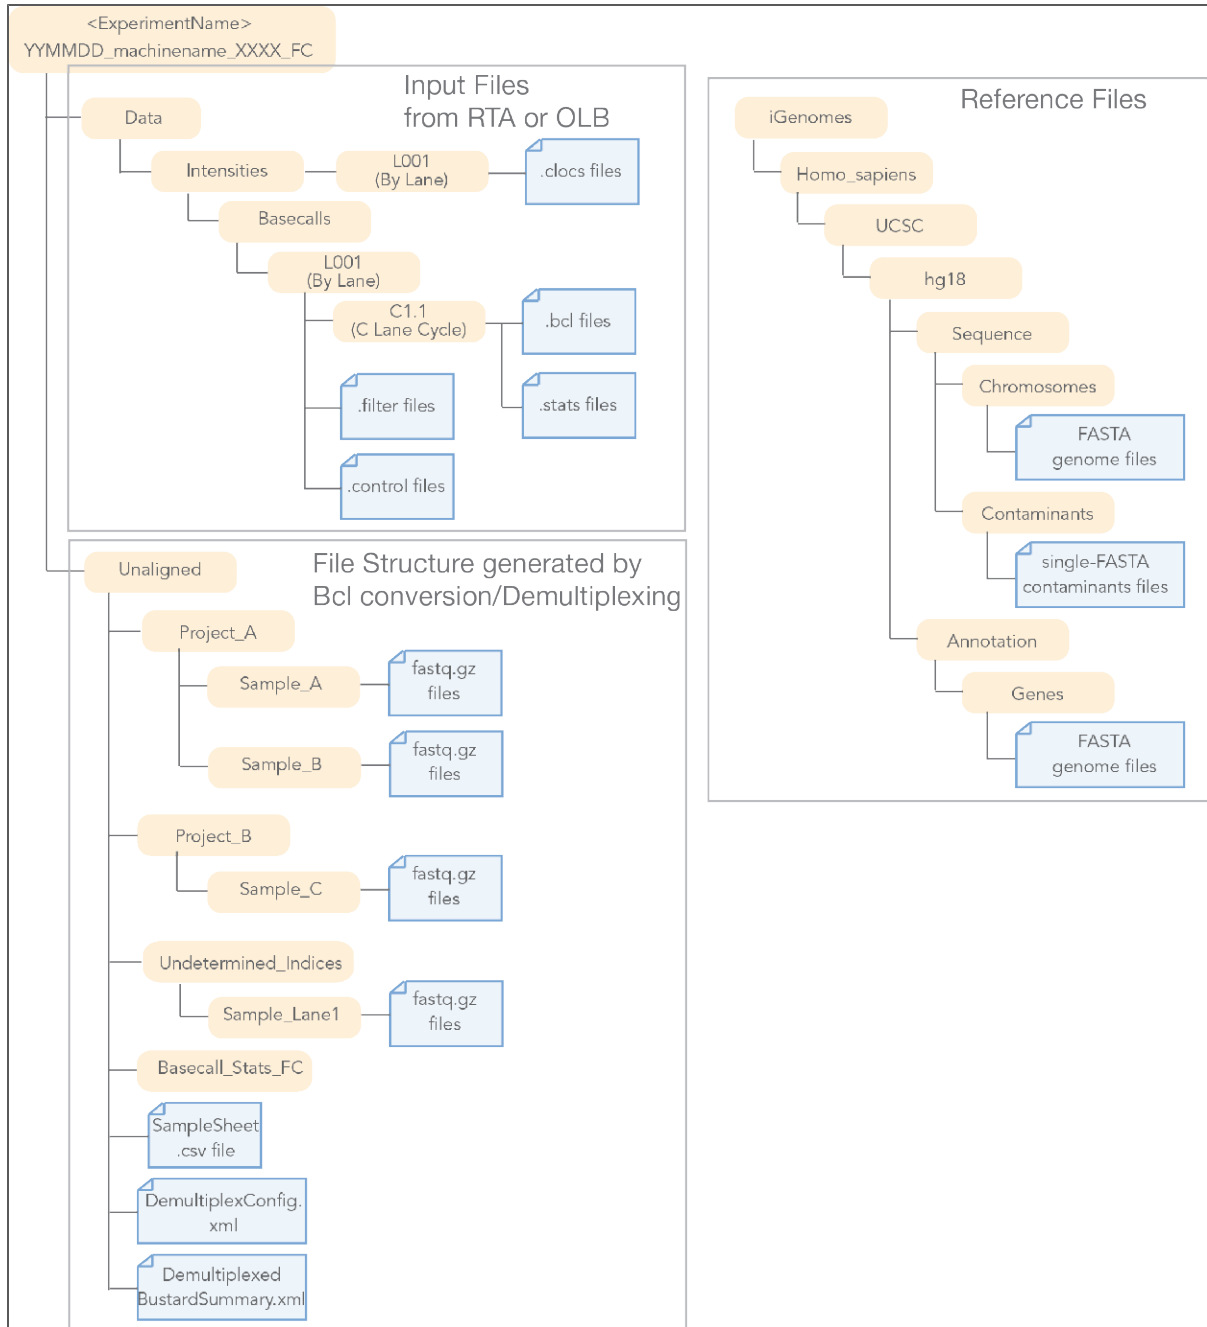 <ExperimentName>
YYMMDD_machinename_XXXX_FC
Input Files
from RTA or OLB
Data
Intensities
L001
(By Lane)
.clocs files
Basecalls
L001
(By Lane)
C1.1
(C Lane Cycle)
.bcl files
.filter files
.stats files
.control files
File Structure generated by
Bcl conversion/Demultiplexing
Unaligned
Project_A
Sample_A
fastq.gz
files
Sample_B
fastq.gz
files
Project_B
Sample_C
fastq.gz
files
Undetermined_Indices
Sample_Lane1
fastq.gz
files
Basecall_Stats_FC
SampleSheet
.csv file
DemultiplexConfig.
xml
Demultiplexed
BustardSummary.xml
Reference Files
iGenomes
Homo_sapiens
UCSC
hg18
Sequence
Chromosomes
FASTA
genome files
Contaminants
single-FASTA
contaminants files
Annotation
Genes
FASTA
genome files